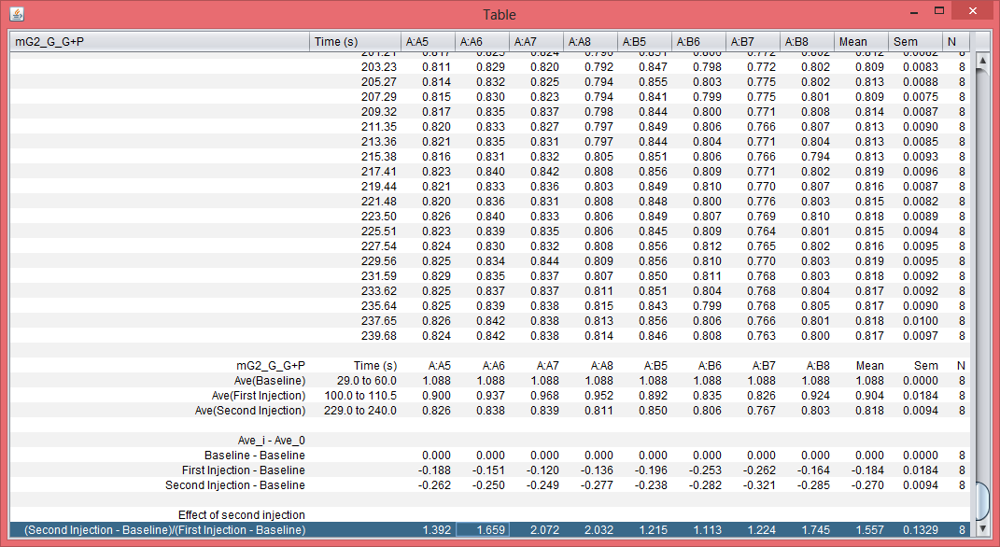 Table
mG2_G_G+P Time (s) A:A5 A:A6 A:A7 A:A8 A:B5 A:B6 A:B7 A:B8 Mean Sem N
203.23 0.811 0.829 0.820 0.792 0.847 0.798 0.772 0.802 0.809 0.0083 8
205.27 0.814 0.832 0.825 0.794 0.855 0.803 0.775 0.802 0.813 0.0088 8
207.29 0.815 0.830 0.823 0.794 0.841 0.799 0.775 0.801 0.809 0.0075 8
209.32 0.817 0.835 0.837 0.798 0.844 0.800 0.771 0.808 0.814 0.0087 8
211.35 0.820 0.833 0.827 0.797 0.849 0.806 0.766 0.807 0.813 0.0090 8
213.36 0.821 0.835 0.831 0.797 0.844 0.804 0.771 0.804 0.813 0.0085 8
215.38 0.816 0.831 0.832 0.805 0.851 0.806 0.766 0.794 0.813 0.0093 8
217.41 0.823 0.840 0.842 0.808 0.856 0.809 0.771 0.802 0.819 0.0096 8
219.44 0.821 0.833 0.836 0.803 0.849 0.810 0.770 0.807 0.816 0.0087 8
221.48 0.820 0.836 0.831 0.808 0.848 0.800 0.776 0.803 0.815 0.0082 8
223.50 0.826 0.840 0.833 0.806 0.849 0.807 0.769 0.810 0.818 0.0089 8
225.51 0.823 0.839 0.835 0.806 0.845 0.809 0.764 0.801 0.815 0.0094 8
227.54 0.824 0.830 0.832 0.808 0.856 0.812 0.765 0.802 0.816 0.0095 8
229.56 0.825 0.834 0.844 0.809 0.856 0.810 0.770 0.803 0.819 0.0095 8
231.59 0.829 0.835 0.837 0.807 0.850 0.811 0.768 0.803 0.818 0.0092 8
233.62 0.825 0.837 0.837 0.811 0.851 0.804 0.768 0.804 0.817 0.0092 8
235.64 0.825 0.839 0.838 0.815 0.843 0.799 0.768 0.805 0.817 0.0090 8
237.65 0.826 0.842 0.838 0.813 0.856 0.806 0.766 0.801 0.818 0.0100 8
239.68 0.824 0.842 0.838 0.814 0.846 0.808 0.763 0.800 0.817 0.0097 8
mG2_G_G+P Time (s) A:A5 A:A6 A:A7 A:A8 A:B5 A:B6 A:B7 A:B8 Mean Sem N
Ave(Baseline) 29.0 to 60.0 1.088 1.088 1.088 1.088 1.088 1.088 1.088 1.088 1.088 0.0000 8
Ave(First Injection) 100.0 to 110.5 0.900 0.937 0.968 0.952 0.892 0.835 0.826 0.924 0.904 0.0184 8
Ave(Second Injection) 229.0 to 240.0 0.826 0.838 0.839 0.811 0.850 0.806 0.767 0.803 0.818 0.0094 8
Ave_i - Ave_0
Baseline - Baseline 0.000 0.000 0.000 0.000 0.000 0.000 0.000 0.000 0.000 0.0000 8
First Injection - Baseline -0.188 -0.151 -0.120 -0.136 -0.196 -0.253 -0.262 -0.164 -0.184 0.0184 8
Second Injection - Baseline -0.262 -0.250 -0.249 -0.277 -0.238 -0.282 -0.321 -0.285 -0.270 0.0094 8
Effect of second injection
(Second Injection - Baseline)/(First Injection - Baseline) 1.392 1.659 2.072 2.032 1.215 1.113 1.224 1.745 1.557 0.1329 8